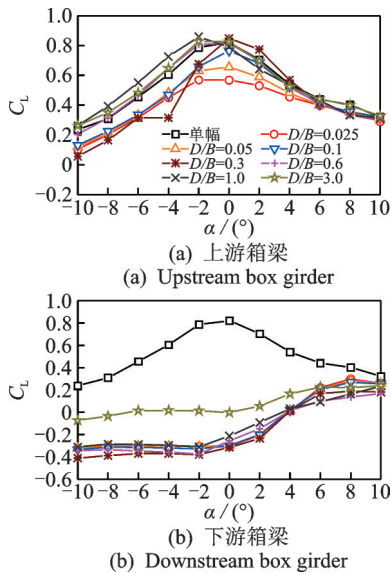 1.0
0.8
0.6
0.4
0.2
0
−0.2
C_L
单幅 D/B=0.025
D/B=0.05 D/B=0.1
D/B=0.3 D/B=0.6
D/B=1.0 D/B=3.0
−10 −8 −6 −4 −2 0 2 4 6 8 10
α / (°)
(a) 上游箱梁
(a) Upstream box girder
1.0
0.8
0.6
0.4
0.2
0
−0.2
−0.4
−0.6
C_L
−10 −8 −6 −4 −2 0 2 4 6 8 10
α / (°)
(b) 下游箱梁
(b) Downstream box girder